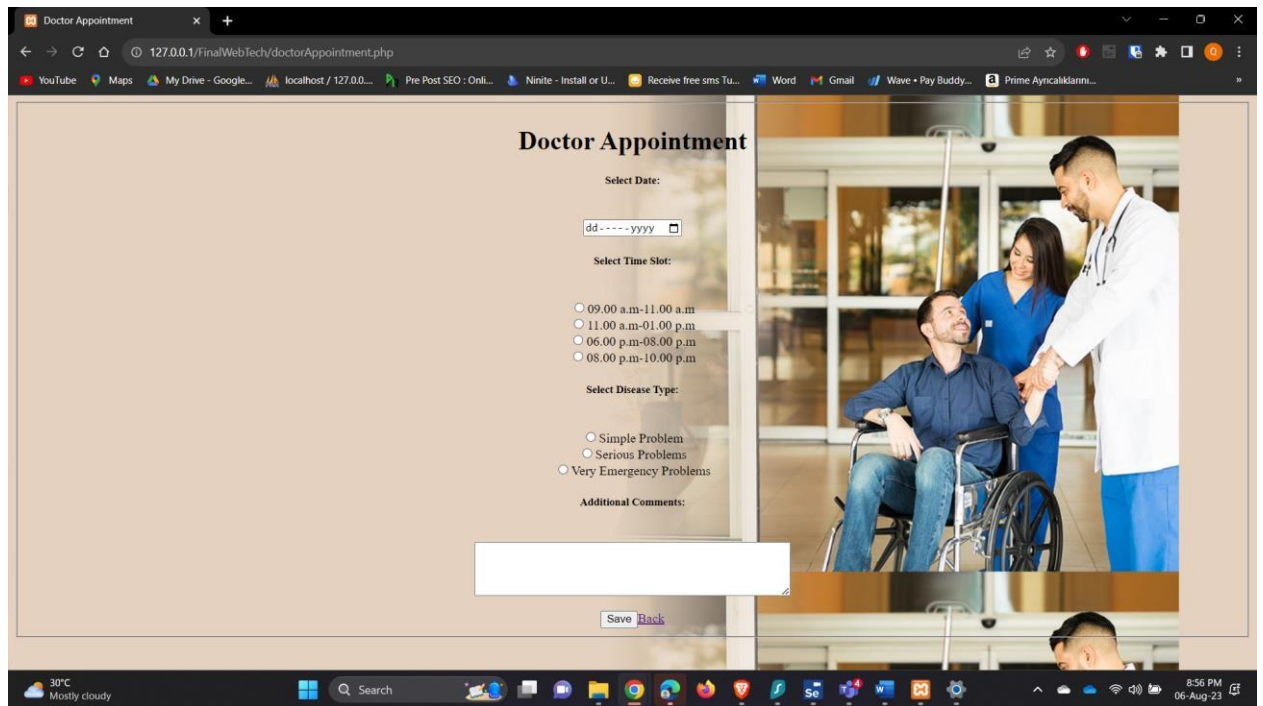 Doctor Appointment
127.0.0.1/FinalWebTech/doctorAppointment.php
YouTube Maps My Drive - Google... localhost / 127.0.0.... Pre Post SEO : Onli... Ninite - Install or U... Receive free sms Tu... Word Gmail Wave • Pay Buddy... Prime Ayrıcalıklarını... »
Doctor Appointment
Select Date:
dd-----yyyy
Select Time Slot:
09.00 a.m-11.00 a.m
11.00 a.m-01.00 p.m
06.00 p.m-08.00 p.m
08.00 p.m-10.00 p.m
Select Disease Type:
Simple Problem
Serious Problems
Very Emergency Problems
Additional Comments:
Save Back
30°C
Mostly cloudy
Search
Se
4
8:56 PM
06-Aug-23